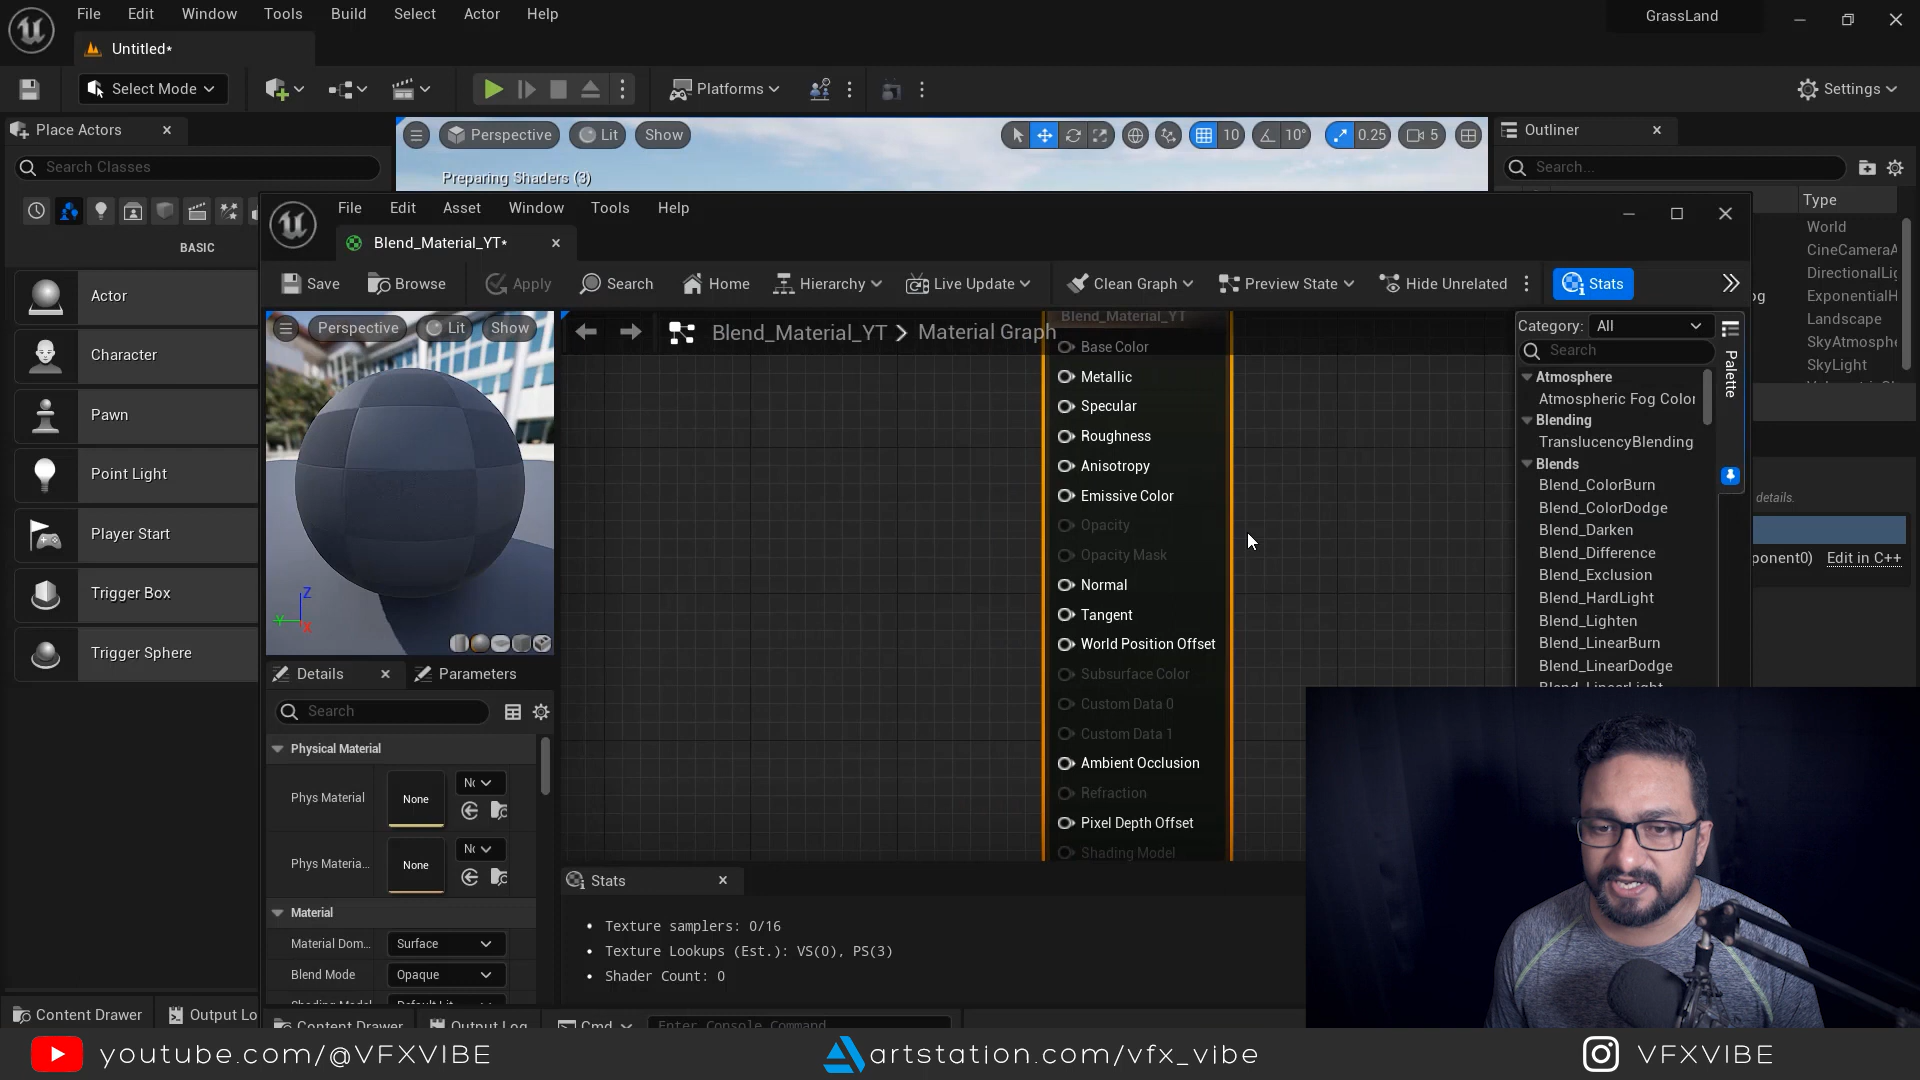 File Edit Window Tools Build Select Actor Help
GrassLand
Untitled*
Select Mode
Platforms
Settings
Place Actors
Perspective Lit Show
10 10° 0.25 5
Outliner
Search Classes
Preparing Shaders (3)
Search...
Type
BASIC
World
CineCameraA
DirectionalLig
ExponentialH
Landscape
SkyAtmosphe
SkyLight
Actor
Character
Pawn
Point Light
Player Start
Trigger Box
Trigger Sphere
File Edit Asset Window Tools Help
Blend_Material_YT*
Save Browse Apply Search Home Hierarchy Live Update Clean Graph Preview State Hide Unrelated Stats
Perspective Lit Show
Blend_Material_YT > Material Graph
Blend_Material_YT
Base Color
Metallic
Specular
Roughness
Anisotropy
Emissive Color
Opacity
Opacity Mask
Normal
Tangent
World Position Offset
Subsurface Color
Custom Data 0
Custom Data 1
Ambient Occlusion
Refraction
Pixel Depth Offset
Shading Model
Category: All
Search
Palette
Atmosphere
Atmospheric Fog Color
Blending
TranslucencyBlending
Blends
Blend_ColorBurn
Blend_ColorDodge
Blend_Darken
Blend_Difference
Blend_Exclusion
Blend_HardLight
Blend_Lighten
Blend_LinearBurn
Blend_LinearDodge
Blend_LinearLight
details.
ponent0) Edit in C++
Z
Y
X
Details Parameters
Search
Physical Material
Phys Material None
Phys Materia... None
Material
Material Dom... Surface
Blend Mode Opaque
Stats
Texture samplers: 0/16
Texture Lookups (Est.): VS(0), PS(3)
Shader Count: 0
Content Drawer Output Lo
Content Drawer Output Log Cmd Enter Console Command
youtube.com/@VFXVIBE
artstation.com/vfx_vibe
VFXVIBE